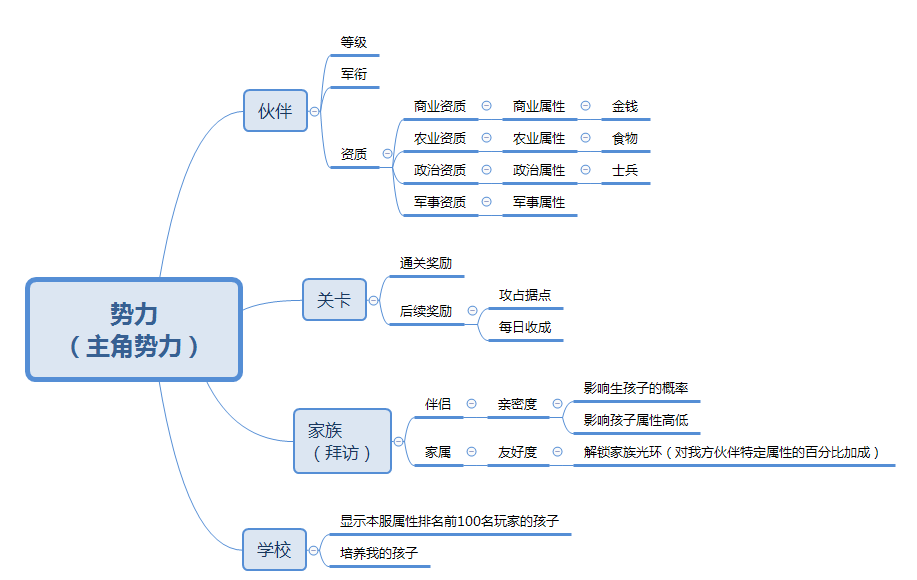 等级
军衔
伙伴
资质
商业资质
商业属性
金钱
农业资质
农业属性
食物
政治资质
政治属性
士兵
军事资质
军事属性
势力
（主角势力）
关卡
通关奖励
后续奖励
攻占据点
每日收成
家族
（拜访）
伴侣
亲密度
影响生孩子的概率
影响孩子属性高低
家属
友好度
解锁家族光环（对我方伙伴特定属性的百分比加成）
学校
显示本服属性排名前100名玩家的孩子
培养我的孩子